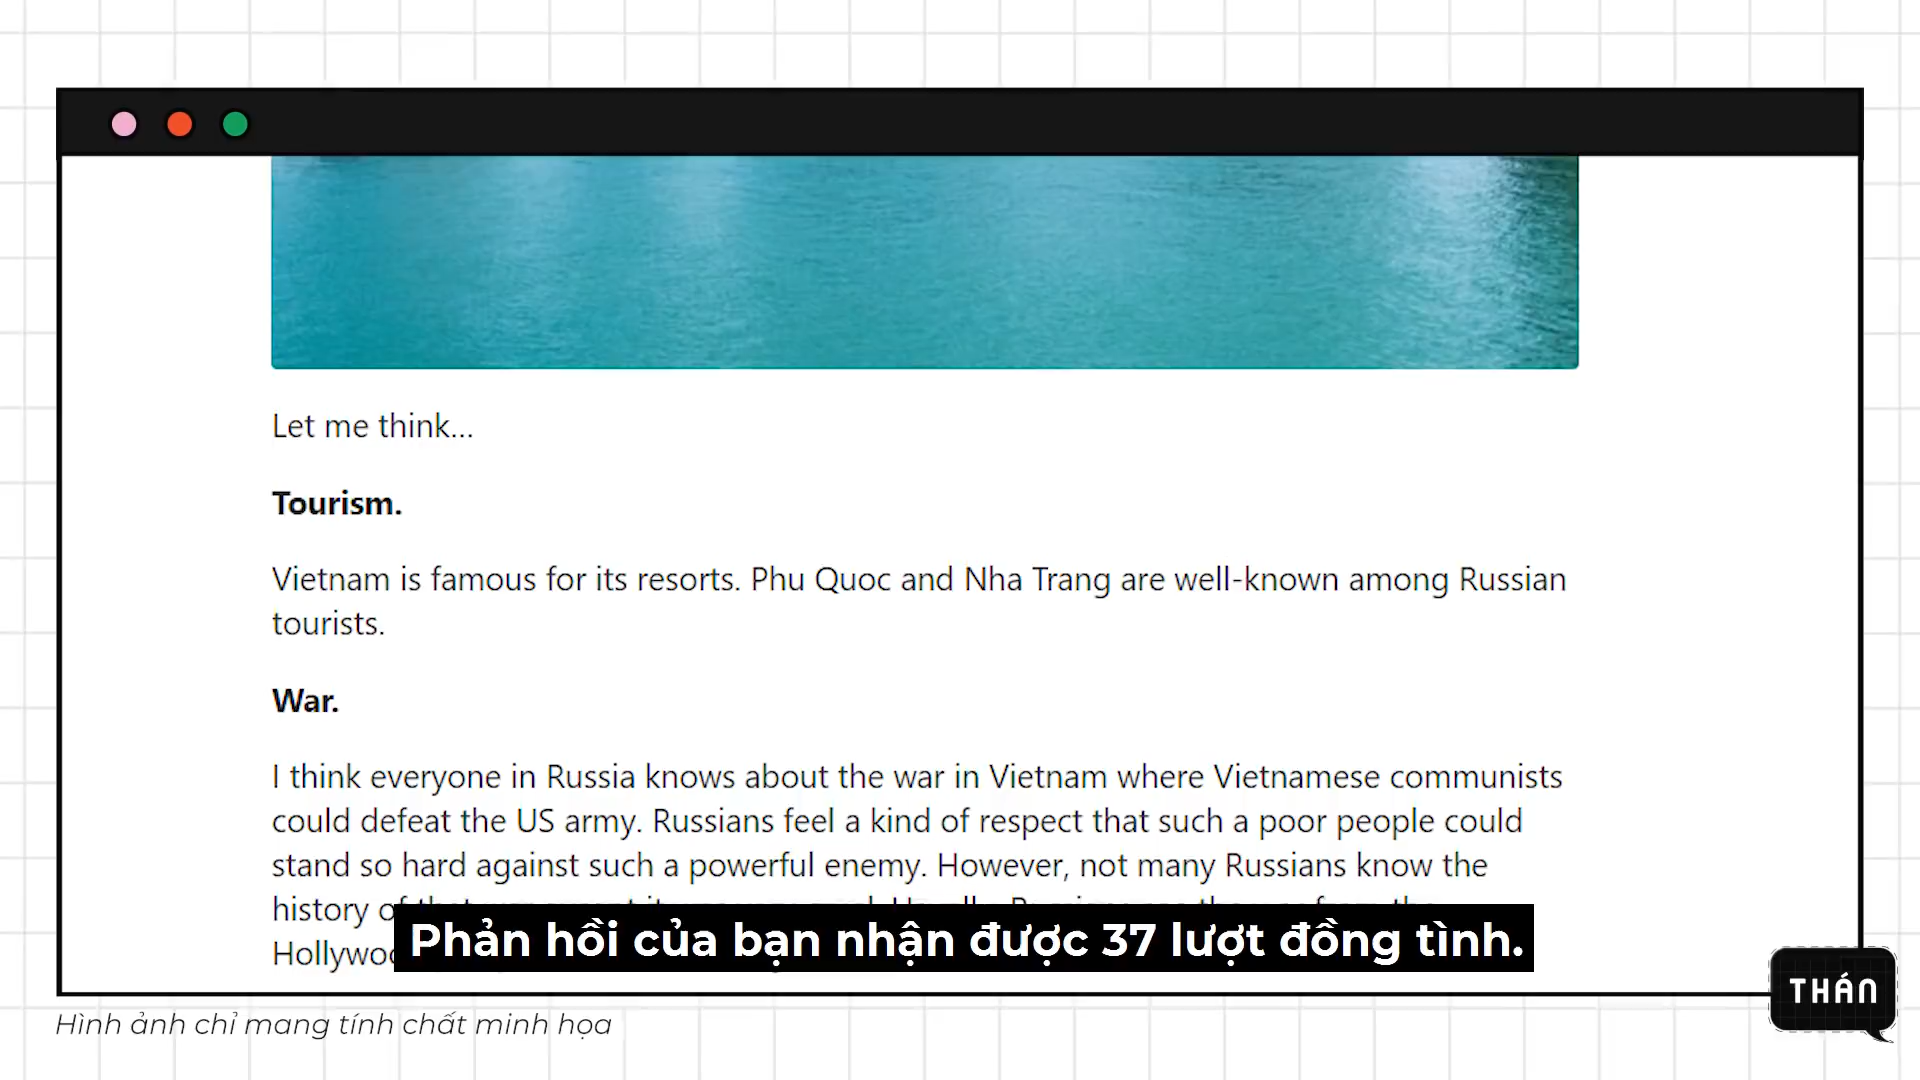 Let me think...
Tourism.
Vietnam is famous for its resorts. Phu Quoc and Nha Trang are well-known among Russian
tourists.
War.
I think everyone in Russia knows about the war in Vietnam where Vietnamese communists
could defeat the US army. Russians feel a kind of respect that such a poor people could
stand so hard against such a powerful enemy. However, not many Russians know the
history
Phản hồi của bạn nhận được 37 lượt đồng tình.
THÁN
Hình ảnh chỉ mang tính chất minh họa